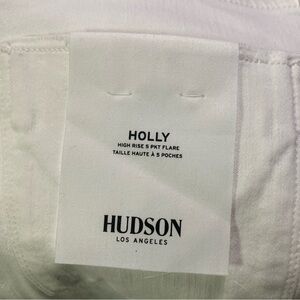 HOLLY
HIGH RISE 5 PKT FLARE
TAILLE HAUTE À 5 POCHES
HUDSON
LOS ANGELES